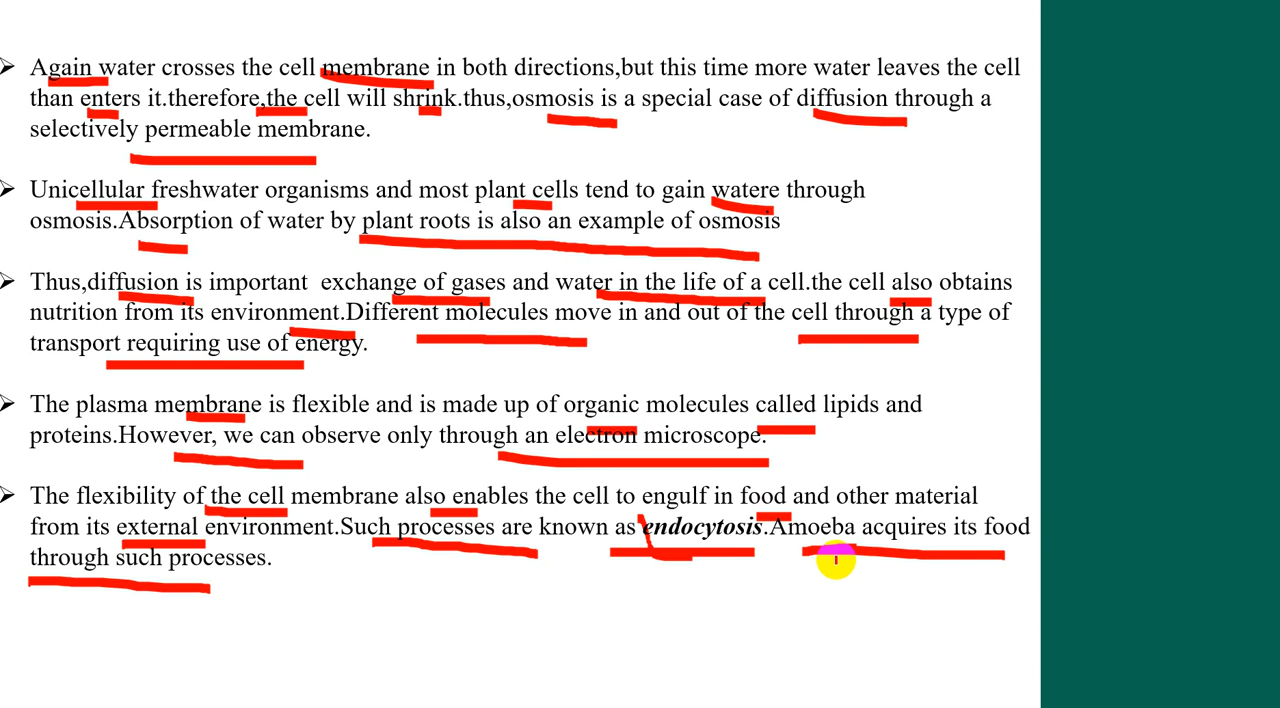 Again water crosses the cell membrane in both directions,but this time more water leaves the cell
than enters it.therefore,the cell will shrink.thus,osmosis is a special case of diffusion through a
selectively permeable membrane.
Unicellular freshwater organisms and most plant cells tend to gain watere through
osmosis.Absorption of water by plant roots is also an example of osmosis
Thus,diffusion is important  exchange of gases and water in the life of a cell.the cell also obtains
nutrition from its environment.Different molecules move in and out of the cell through a type of
transport requiring use of energy.
The plasma membrane is flexible and is made up of organic molecules called lipids and
proteins.However, we can observe only through an electron microscope.
The flexibility of the cell membrane also enables the cell to engulf in food and other material
from its external environment.Such processes are known as endocytosis.Amoeba acquires its food
through such processes.